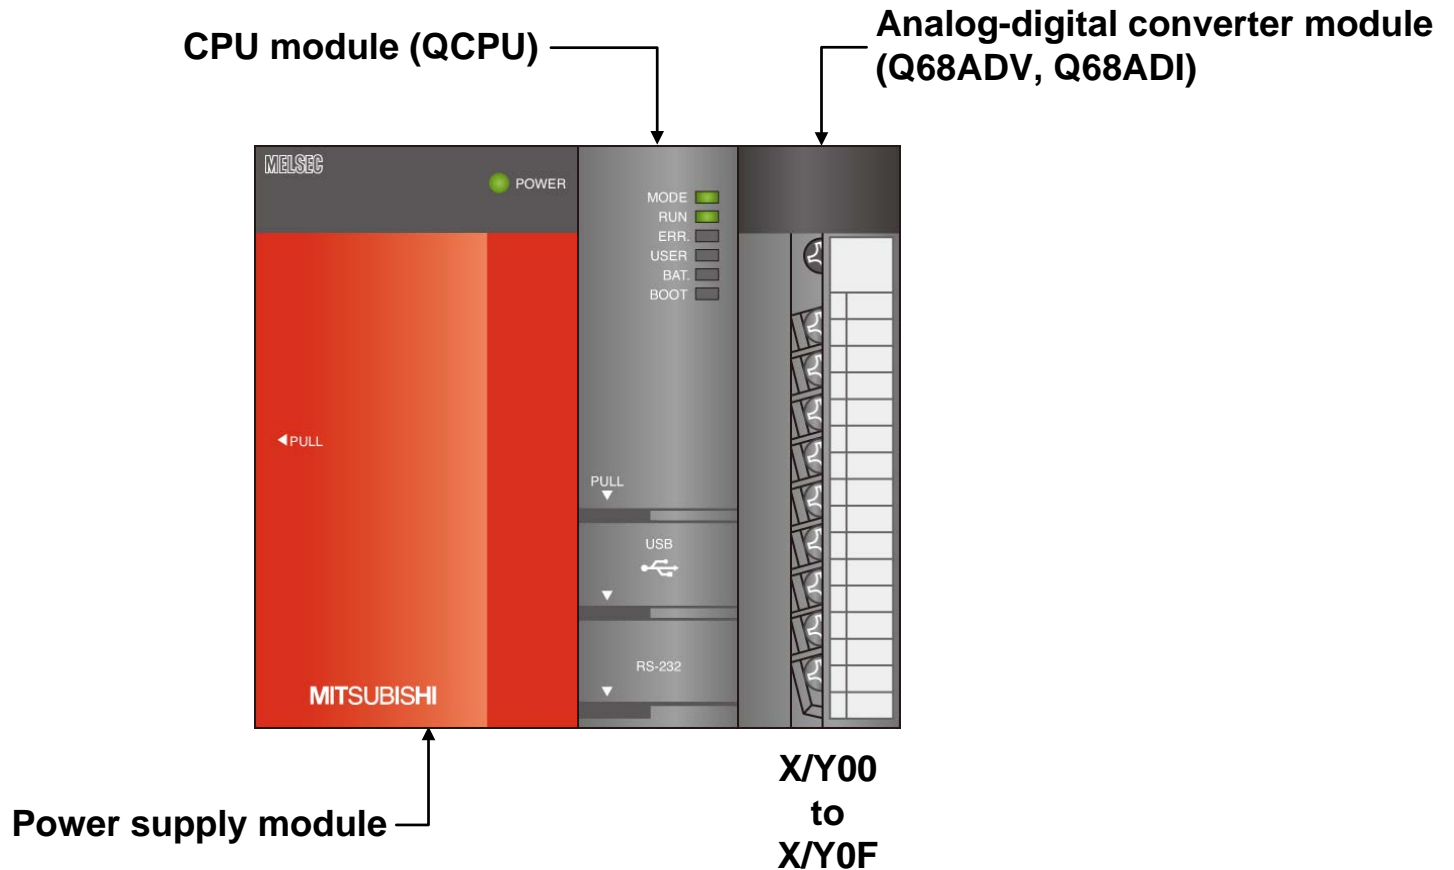 CPU module (QCPU)
Analog-digital converter module
(Q68ADV, Q68ADI)
MELSEC
POWER
MODE
RUN
ERR.
USER
BAT.
BOOT
PULL
PULL
USB
RS-232
MITSUBISHI
Power supply module
X/Y00
to
X/Y0F